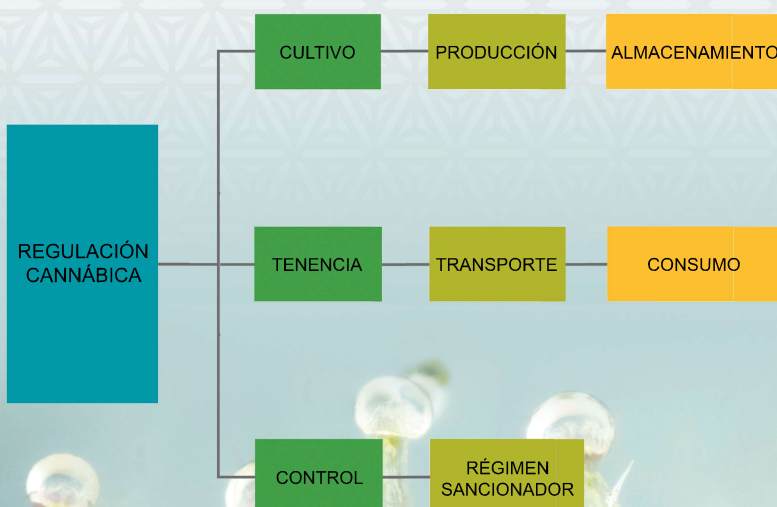 CULTIVO
PRODUCCIÓN
ALMACENAMIENTO
REGULACIÓN
CANNÁBICA
TENENCIA
TRANSPORTE
CONSUMO
CONTROL
RÉGIMEN
SANCIONADOR